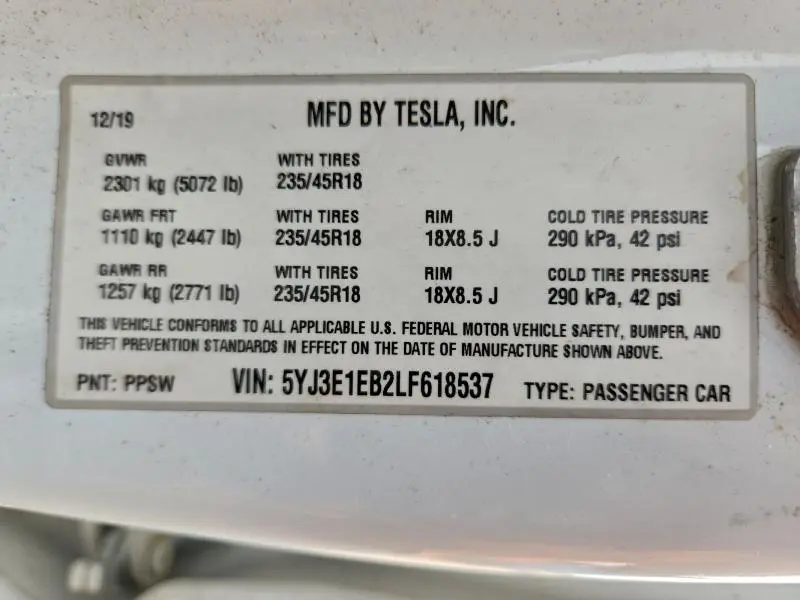 12/19 MFD BY TESLA, INC.
GVWR WITH TIRES
2301 kg (5072 lb) 235/45R18
GAWR FRT WITH TIRES RIM COLD TIRE PRESSURE
1110 kg (2447 lb) 235/45R18 18X8.5 J 290 kPa, 42 psi
GAWR RR WITH TIRES RIM COLD TIRE PRESSURE
1257 kg (2771 lb) 235/45R18 18X8.5 J 290 kPa, 42 psi
THIS VEHICLE CONFORMS TO ALL APPLICABLE U.S. FEDERAL MOTOR VEHICLE SAFETY, BUMPER, AND
THEFT PREVENTION STANDARDS IN EFFECT ON THE DATE OF MANUFACTURE SHOWN ABOVE.
PNT: PPSW VIN: 5YJ3E1EB2LF618537 TYPE: PASSENGER CAR